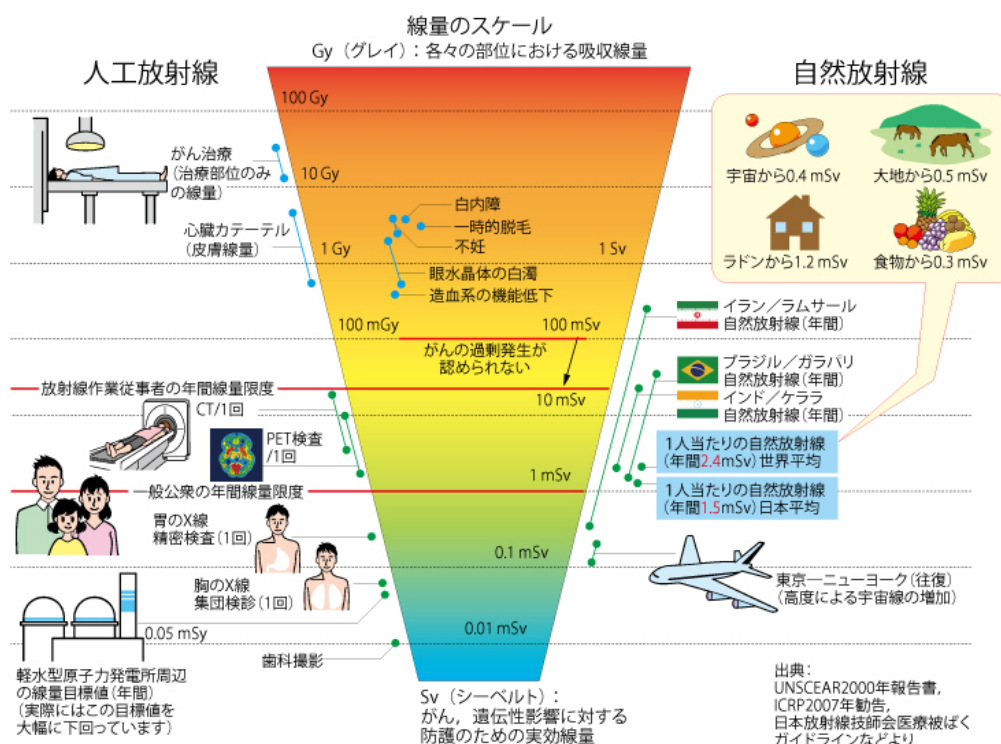 線量のスケール
Gy（グレイ）：各々の部位における吸収線量
人工放射線
自然放射線
100 Gy
がん治療
（治療部位のみ
の線量）
10 Gy
心臓カテーテル
（皮膚線量）
1 Gy
白内障
一時的脱毛
不妊
1 Sv
眼水晶体の白濁
造血系の機能低下
宇宙から0.4 mSv
大地から0.5 mSv
ラドンから1.2 mSv
食物から0.3 mSv
100 mGy
100 mSv
がんの過剰発生が
認められない
イラン／ラムサール
自然放射線（年間）
放射線作業従事者の年間線量限度
10 mSv
ブラジル／ガラパリ
自然放射線（年間）
インド／ケララ
自然放射線（年間）
CT/1回
PET検査
/1回
1 mSv
1人当たりの自然放射線
（年間2.4mSv）世界平均
1人当たりの自然放射線
（年間1.5mSv）日本平均
一般公衆の年間線量限度
胃のX線
精密検査（1回）
0.1 mSv
胸のX線
集団検診（1回）
東京―ニューヨーク（往復）
（高度による宇宙線の増加）
0.05 mSy
0.01 mSv
歯科撮影
軽水型原子力発電所周辺
の線量目標値（年間）
（実際にはこの目標値を
大幅に下回っています）
Sv（シーベルト）：
がん，遺伝性影響に対する
防護のための実効線量
出典：
UNSCEAR2000年報告書，
ICRP2007年勧告，
日本放射線技師会医療被ばく
ガイドラインなどより